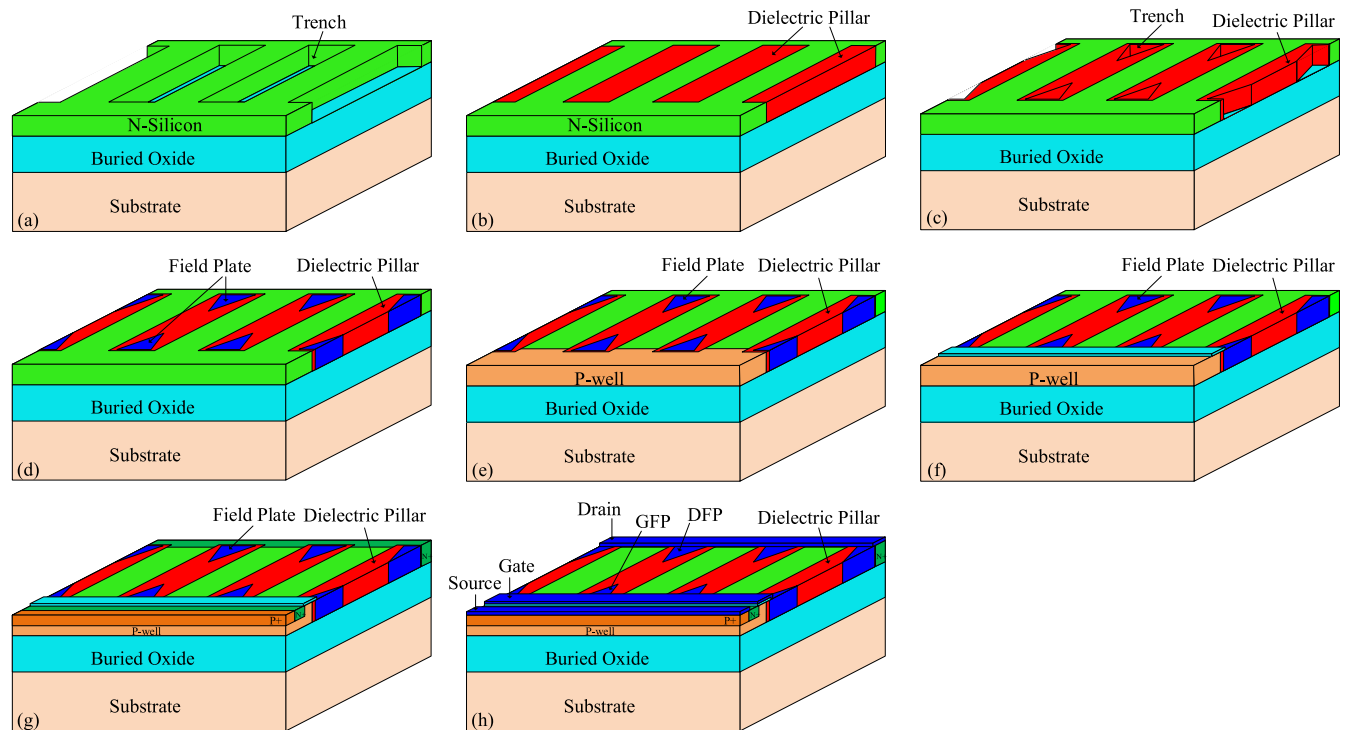 Trench
N-Silicon
Buried Oxide
Substrate
(a)
Dielectric Pillar
N-Silicon
Buried Oxide
Substrate
(b)
Trench
Dielectric Pillar
Buried Oxide
Substrate
(c)
Field Plate
Dielectric Pillar
Buried Oxide
Substrate
(d)
Field Plate
Dielectric Pillar
P-well
Buried Oxide
Substrate
(e)
Field Plate
Dielectric Pillar
Buried Oxide
Substrate
(f)
Field Plate
Dielectric Pillar
P+
P-well
Buried Oxide
Substrate
(g)
Drain
GFP
DFP
Dielectric Pillar
Gate
Source
P+
P-well
Buried Oxide
Substrate
(h)